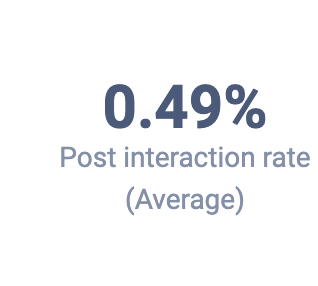 0.49%
Post interaction rate
(Average)